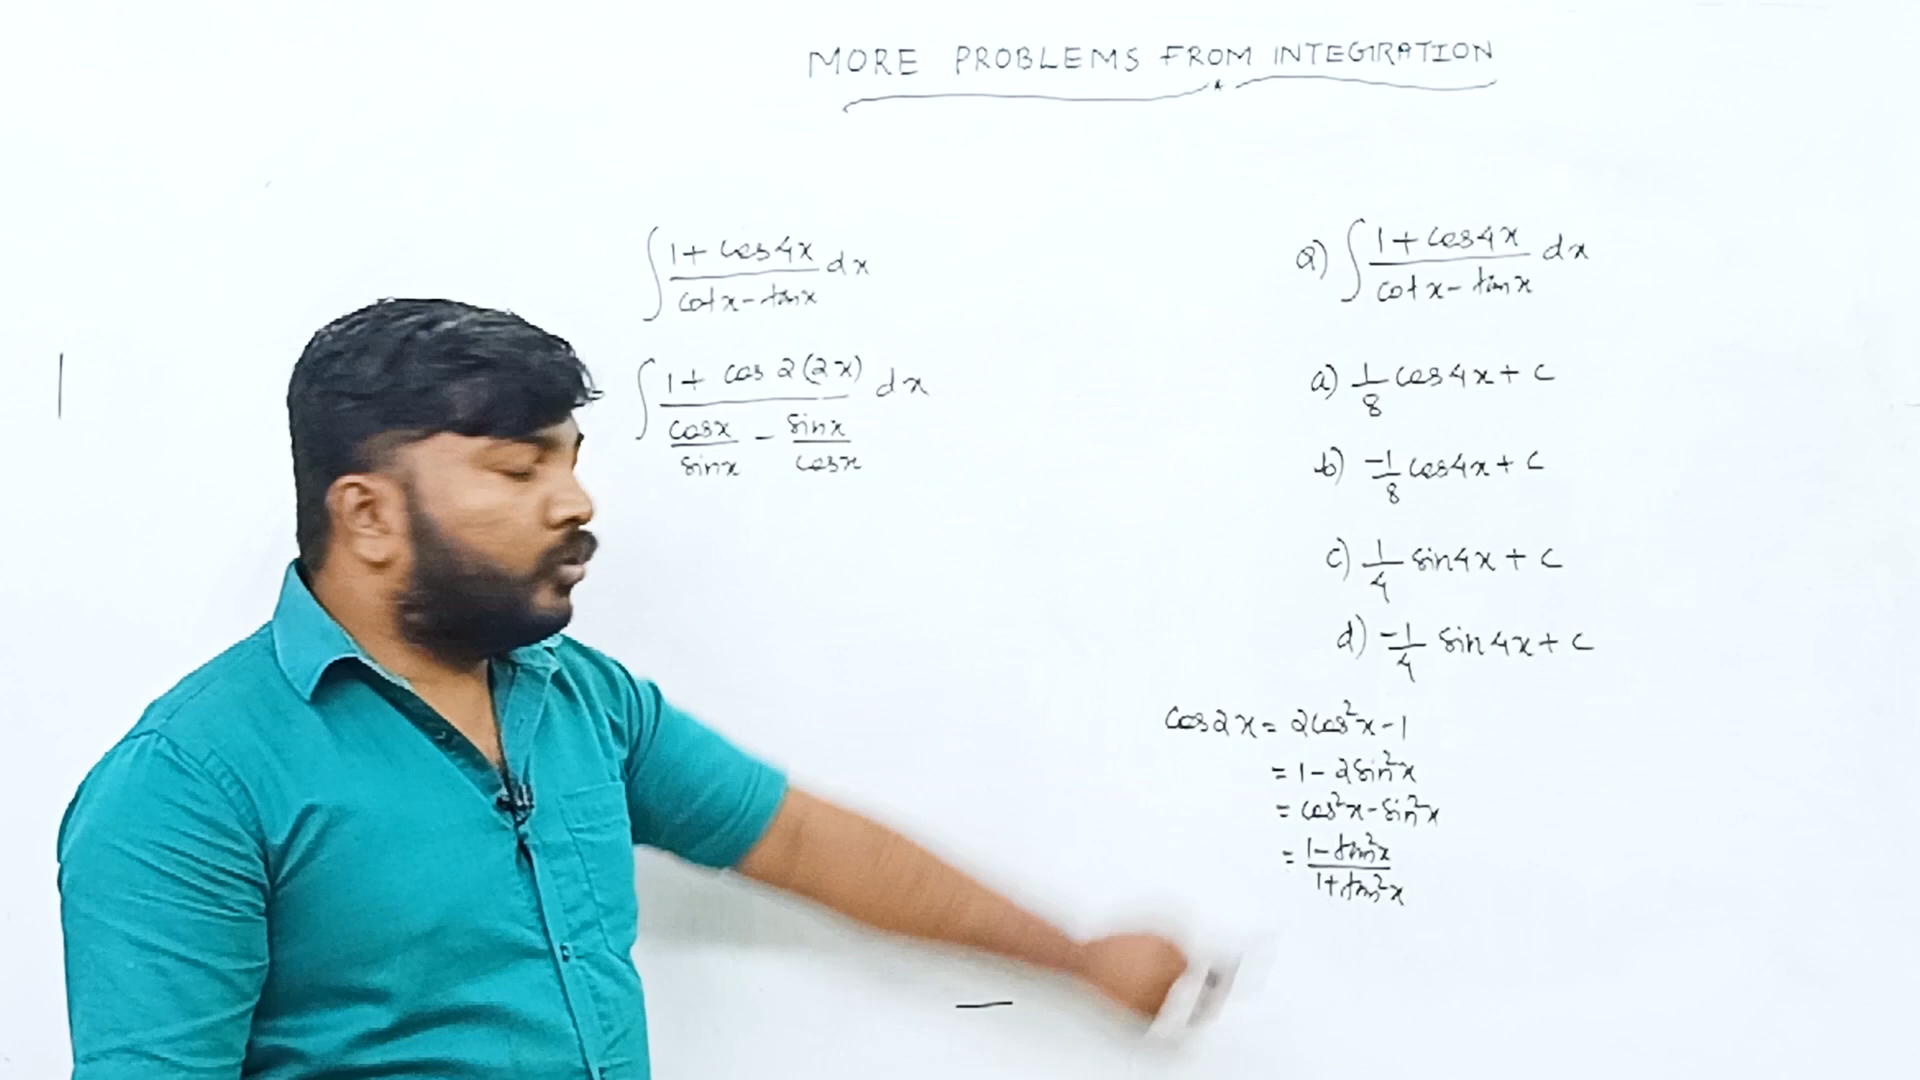 MORE PROBLEMS FROM INTEGRATION
∫ (1 + cos4x)/(cotx - tanx) dx
∫ (1 + cos 2(2x))/(cosx/sinx - sinx/cosx) dx
Q) ∫ (1 + cos4x)/(cot x - tan x) dx
a) 1/8 cos4x + c
b) -1/8 cos4x + c
c) 1/4 sin4x + c
d) -1/4 sin4x + c
cos2x = 2cos²x - 1
= 1 - 2sin²x
= cos²x - sin²x
= (1 - tan²x)/(1 + tan²x)